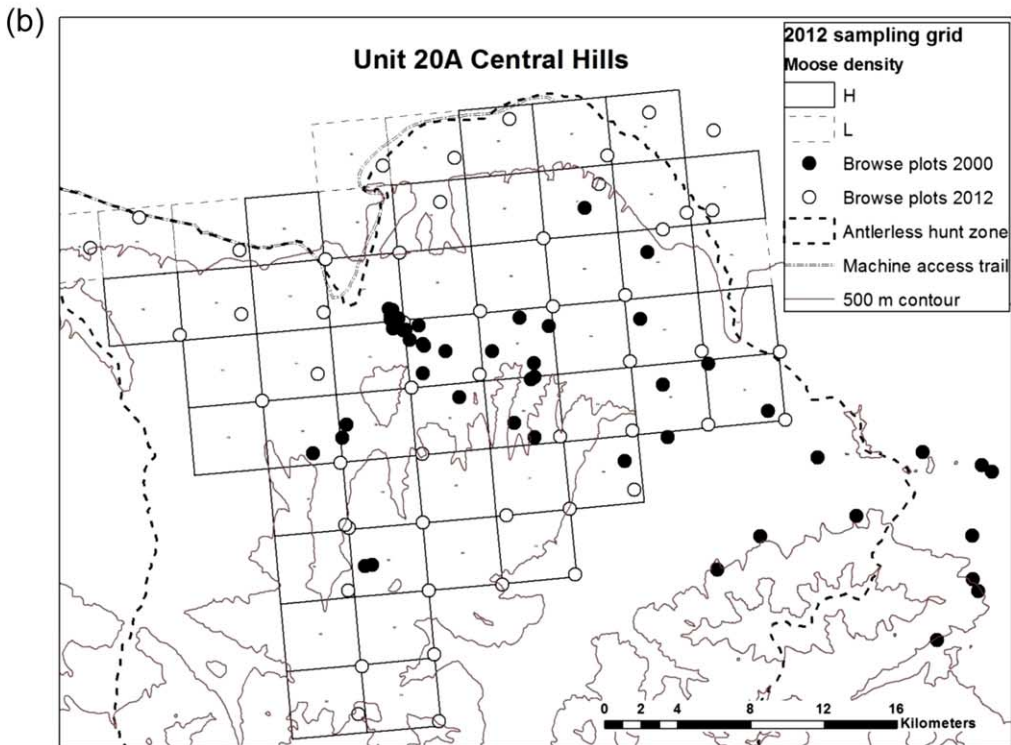 (b)
Unit 20A Central Hills
2012 sampling grid
Moose density
H
L
Browse plots 2000
Browse plots 2012
Antlerless hunt zone
Machine access trail
500 m contour
0 2 4 8 12 16
Kilometers